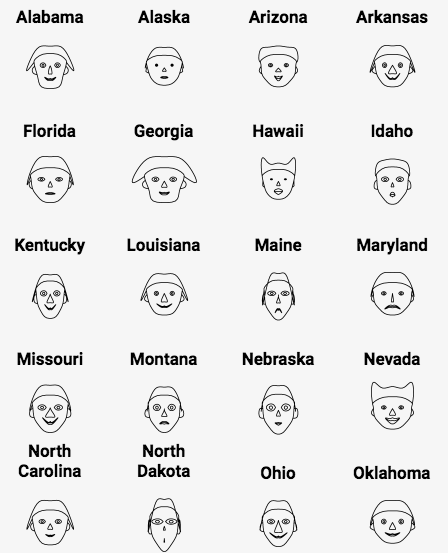 Alabama Alaska Arizona Arkansas
Florida Georgia Hawaii Idaho
Kentucky Louisiana Maine Maryland
Missouri Montana Nebraska Nevada
North Carolina North Dakota Ohio Oklahoma